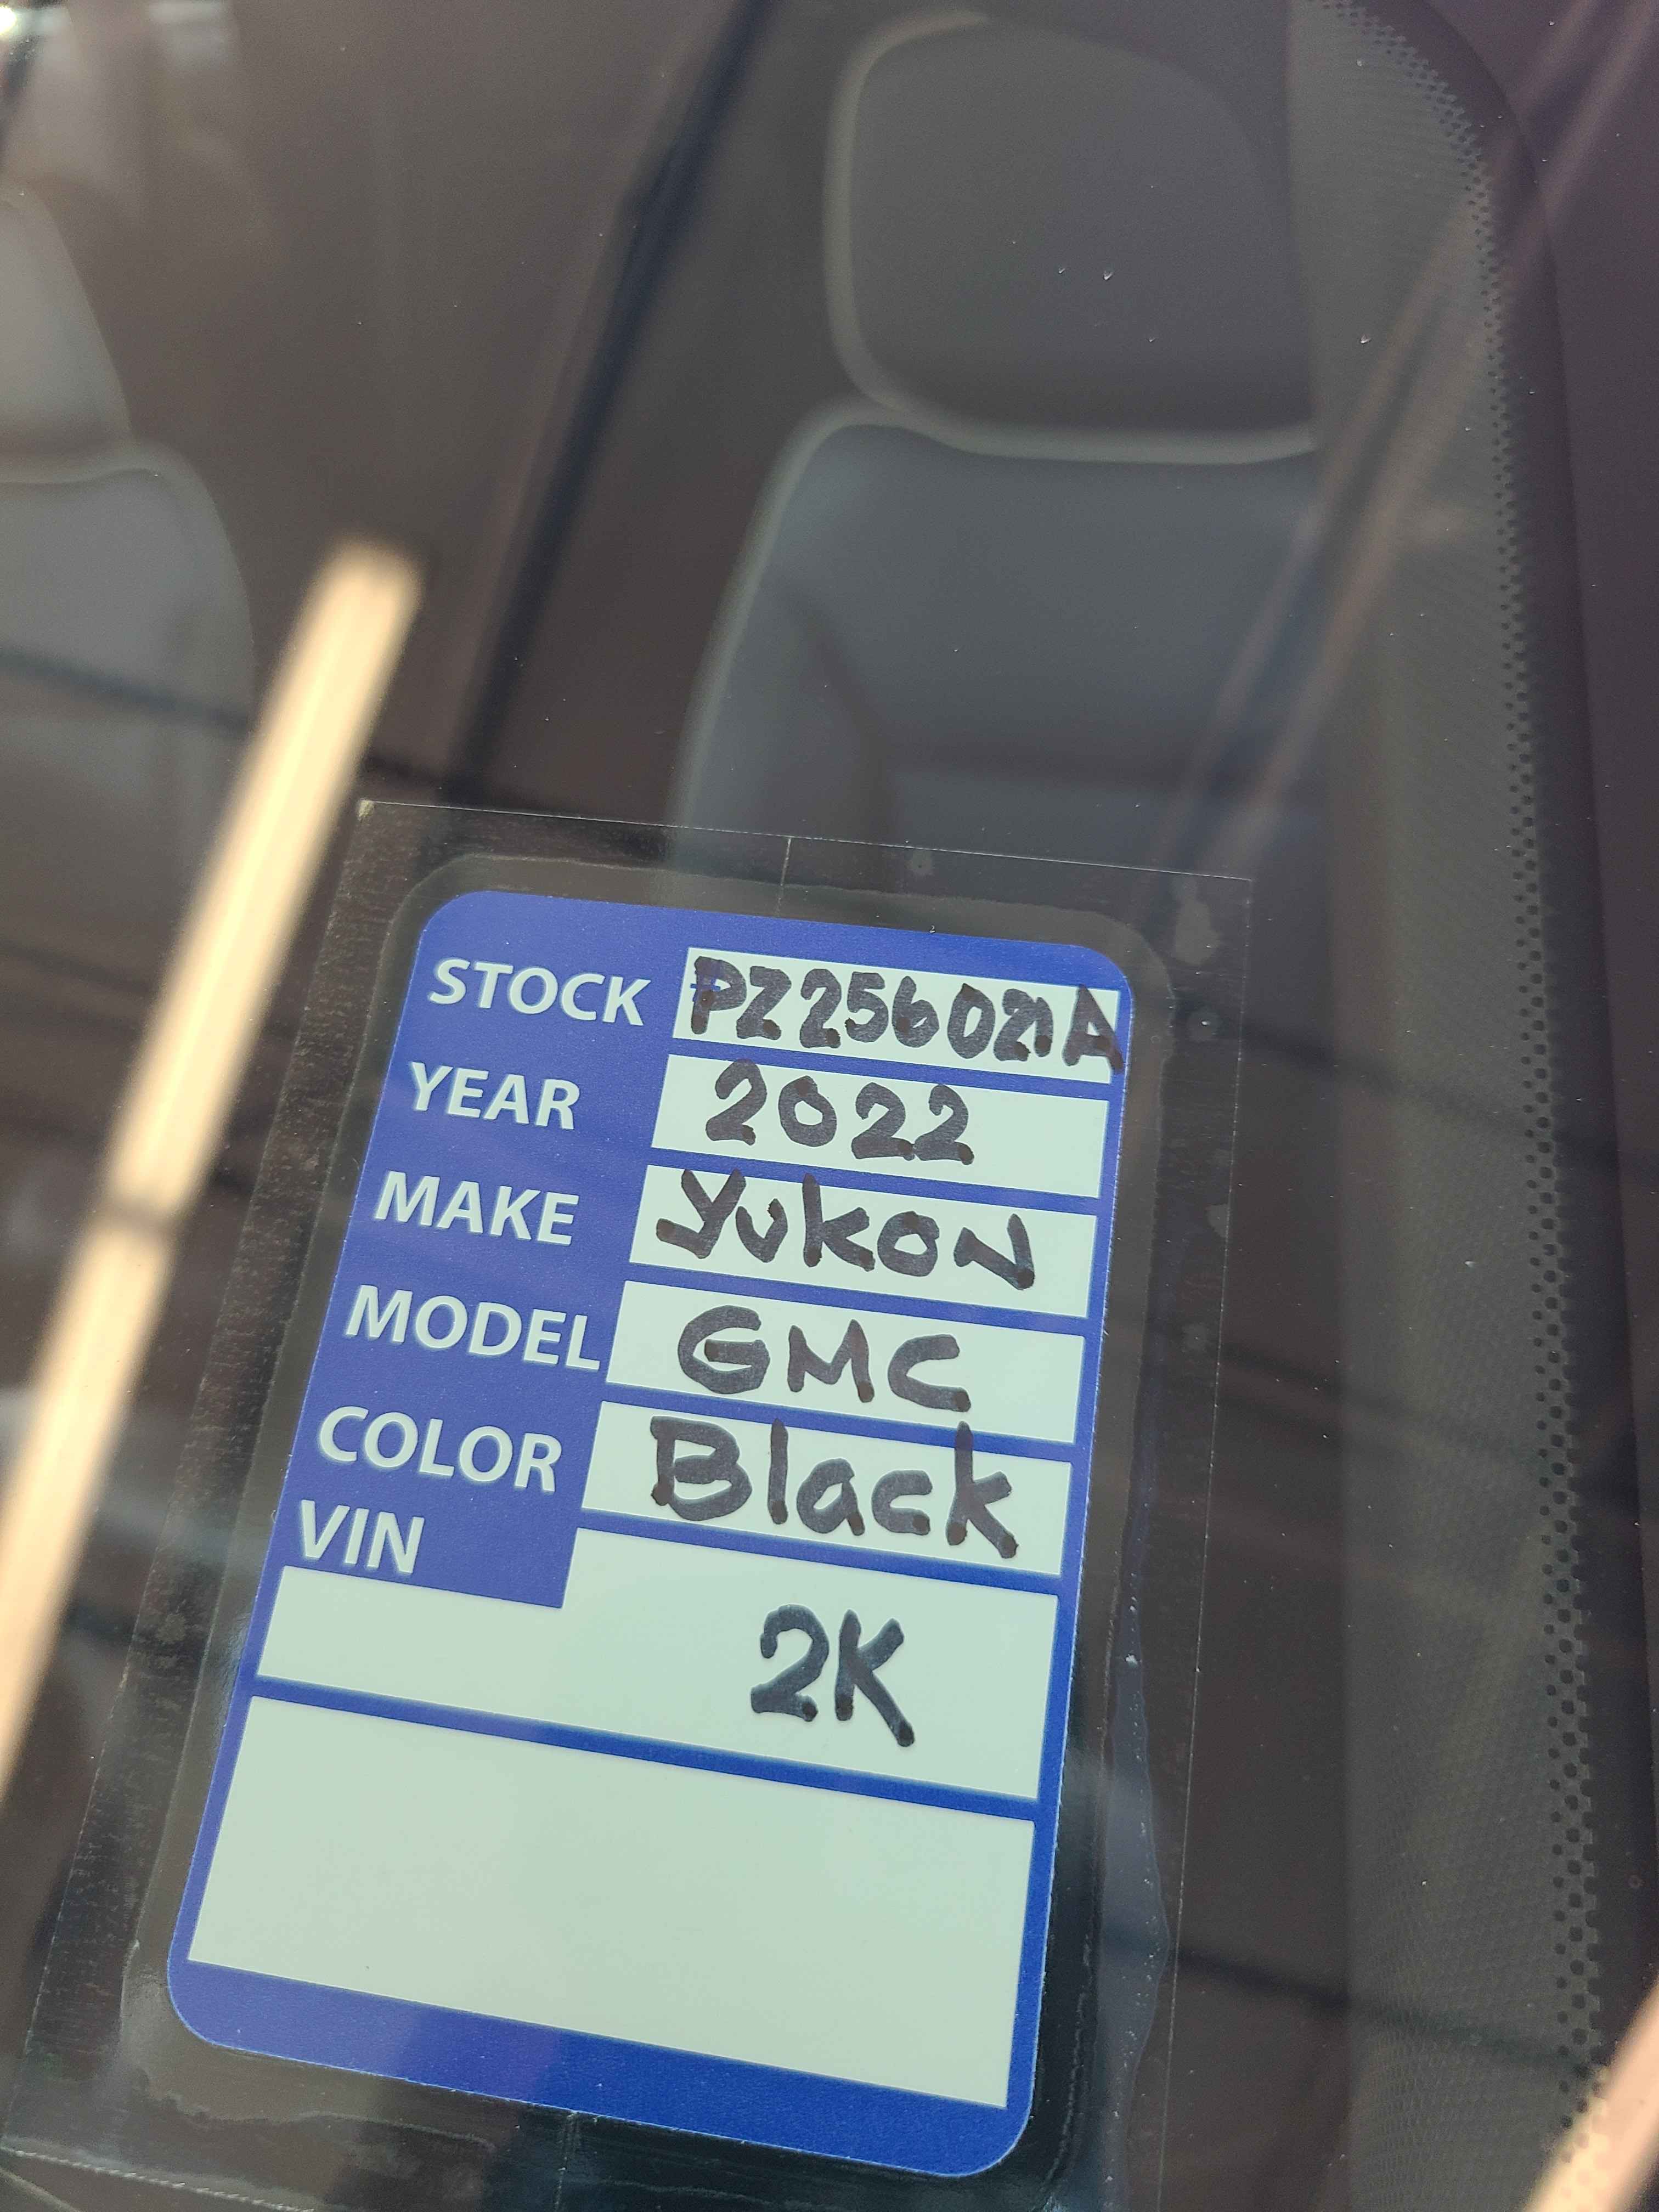 STOCK PZ256021A
YEAR 2022
MAKE Yukon
MODEL GMC
COLOR Black
VIN
2K